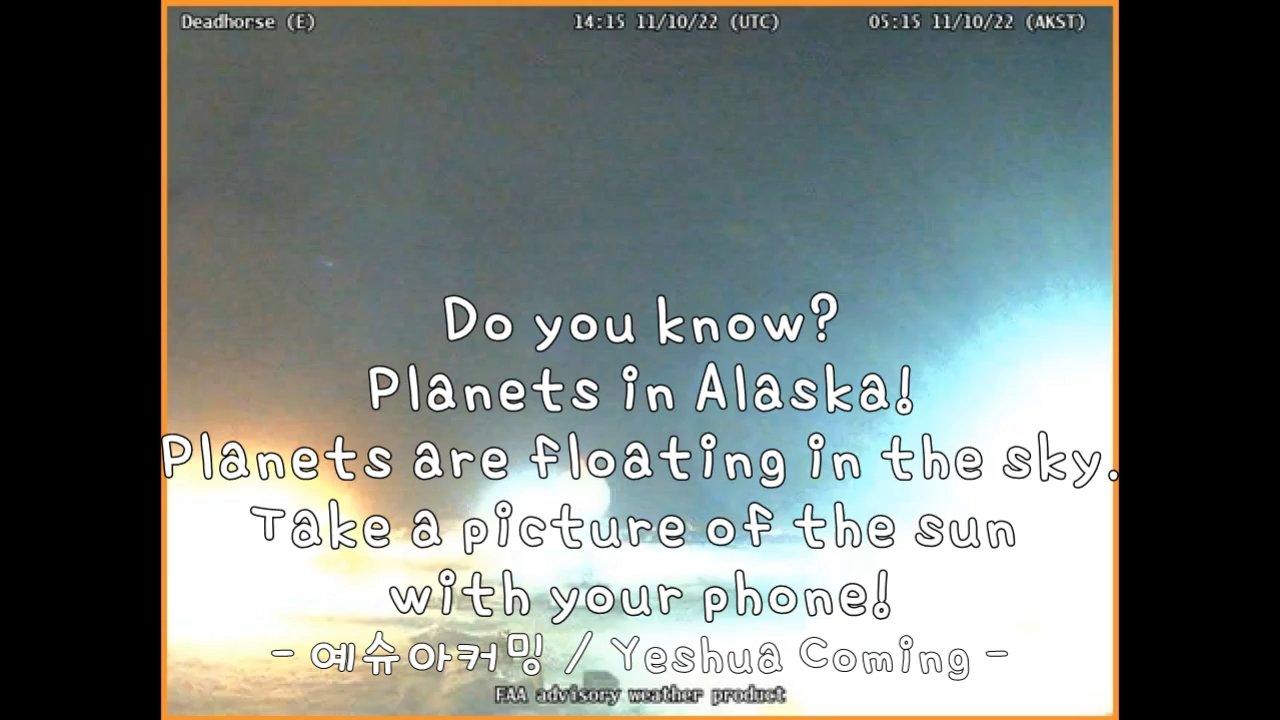 Deadhorse (E) 14:15 11/10/22 (UTC) 05:15 11/10/22 (AKST)
Do you know?
Planets in Alaska!
Planets are floating in the sky.
Take a picture of the sun
with your phone!
- 예슈아커밍 / Yeshua Coming -
FAA advisory weather product